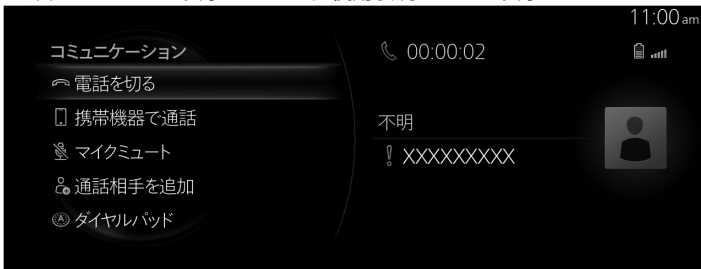 11:00 am
コミュニケーション
00:00:02
電話を切る
携帯機器で通話
不明
マイクミュート
XXXXXXXXX
通話相手を追加
ダイヤルパッド